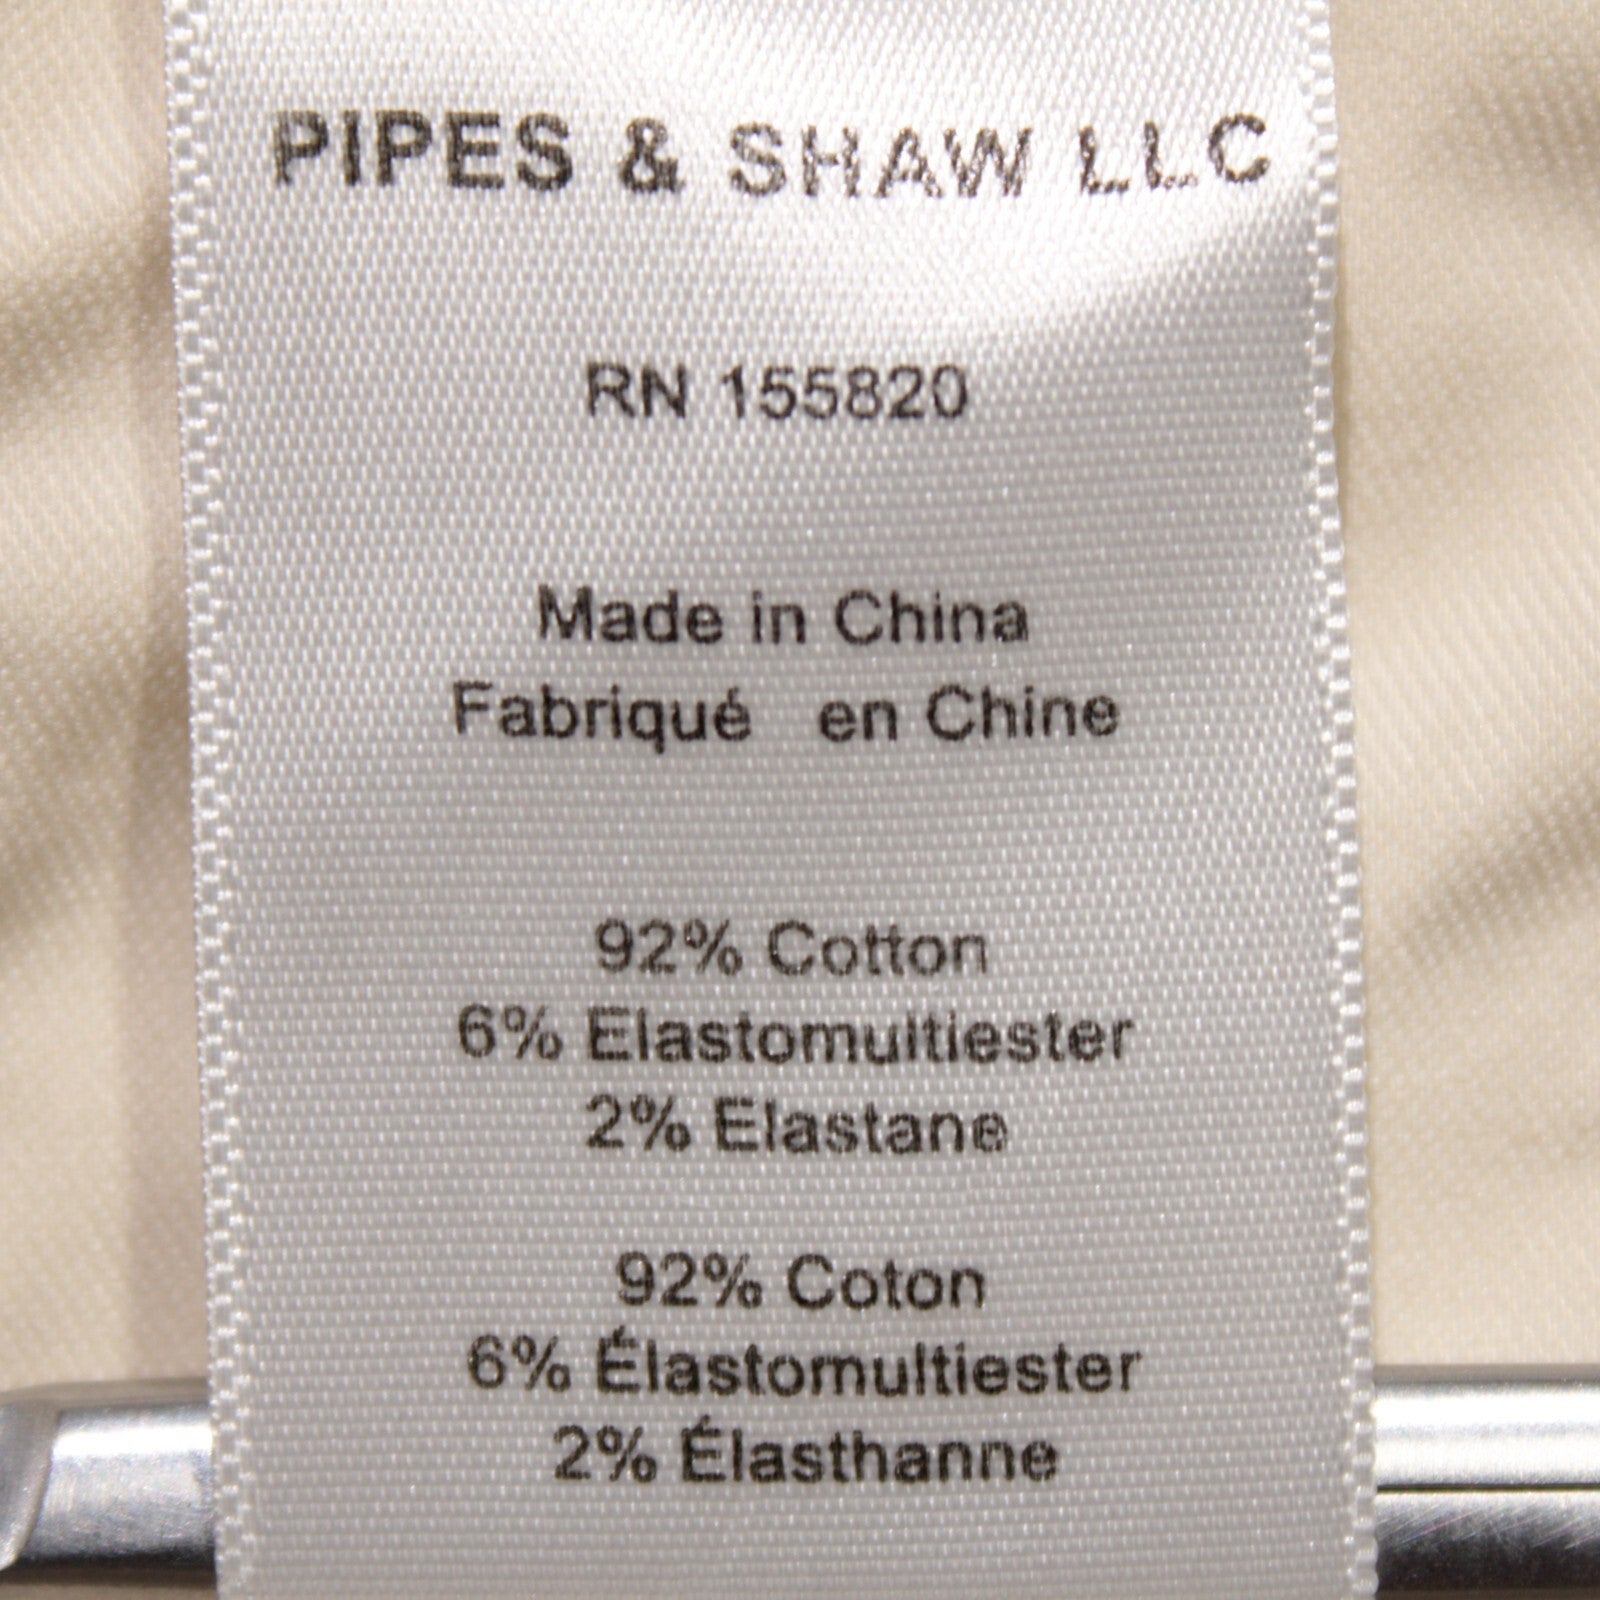 PIPES & SHAW LLC
RN 155820
Made in China
Fabriqué en Chine
92% Cotton
6% Elastomultiester
2% Elastane
92% Coton
6% Élastomultiester
2% Élasthanne